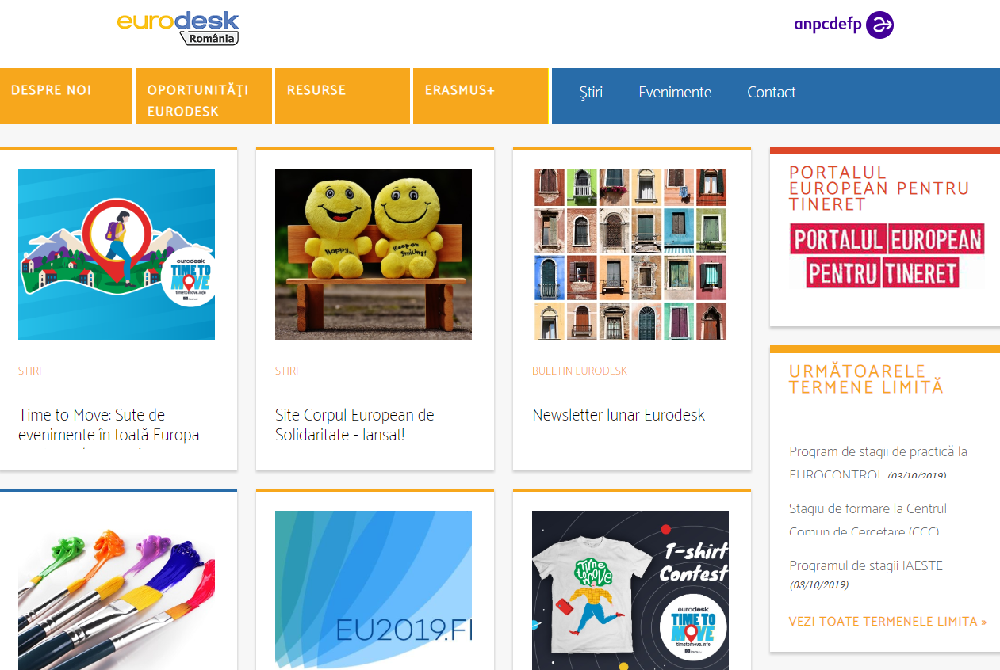 eurodesk
România
anpcdefp
DESPRE NOI
OPORTUNITĂŢI
EURODESK
RESURSE
ERASMUS+
Ştiri
Evenimente
Contact
eurodesk
TIME TO
MOVE
timetomove.info
STIRI
Time to Move: Sute de
evenimente în toată Europa
Happy...
Keep on
Smiling!
STIRI
Site Corpul European de
Solidaritate - lansat!
BULETIN EURODESK
Newsletter lunar Eurodesk
PORTALUL
EUROPEAN PENTRU
TINERET
PORTALUL EUROPEAN
PENTRU TINERET
URMĂTOARELE
TERMENE LIMITĂ
Program de stagii de practică la
EUROCONTROL (03/10/2019)
Stagiu de formare la Centrul
Comun de Cercetare (CCC)
Programul de stagii IAESTE
(03/10/2019)
VEZI TOATE TERMENELE LIMITA »
EU2019.FI
T-shirt
Contest
Time
to move
eurodesk
TIME TO
MOVE
timetomove.info